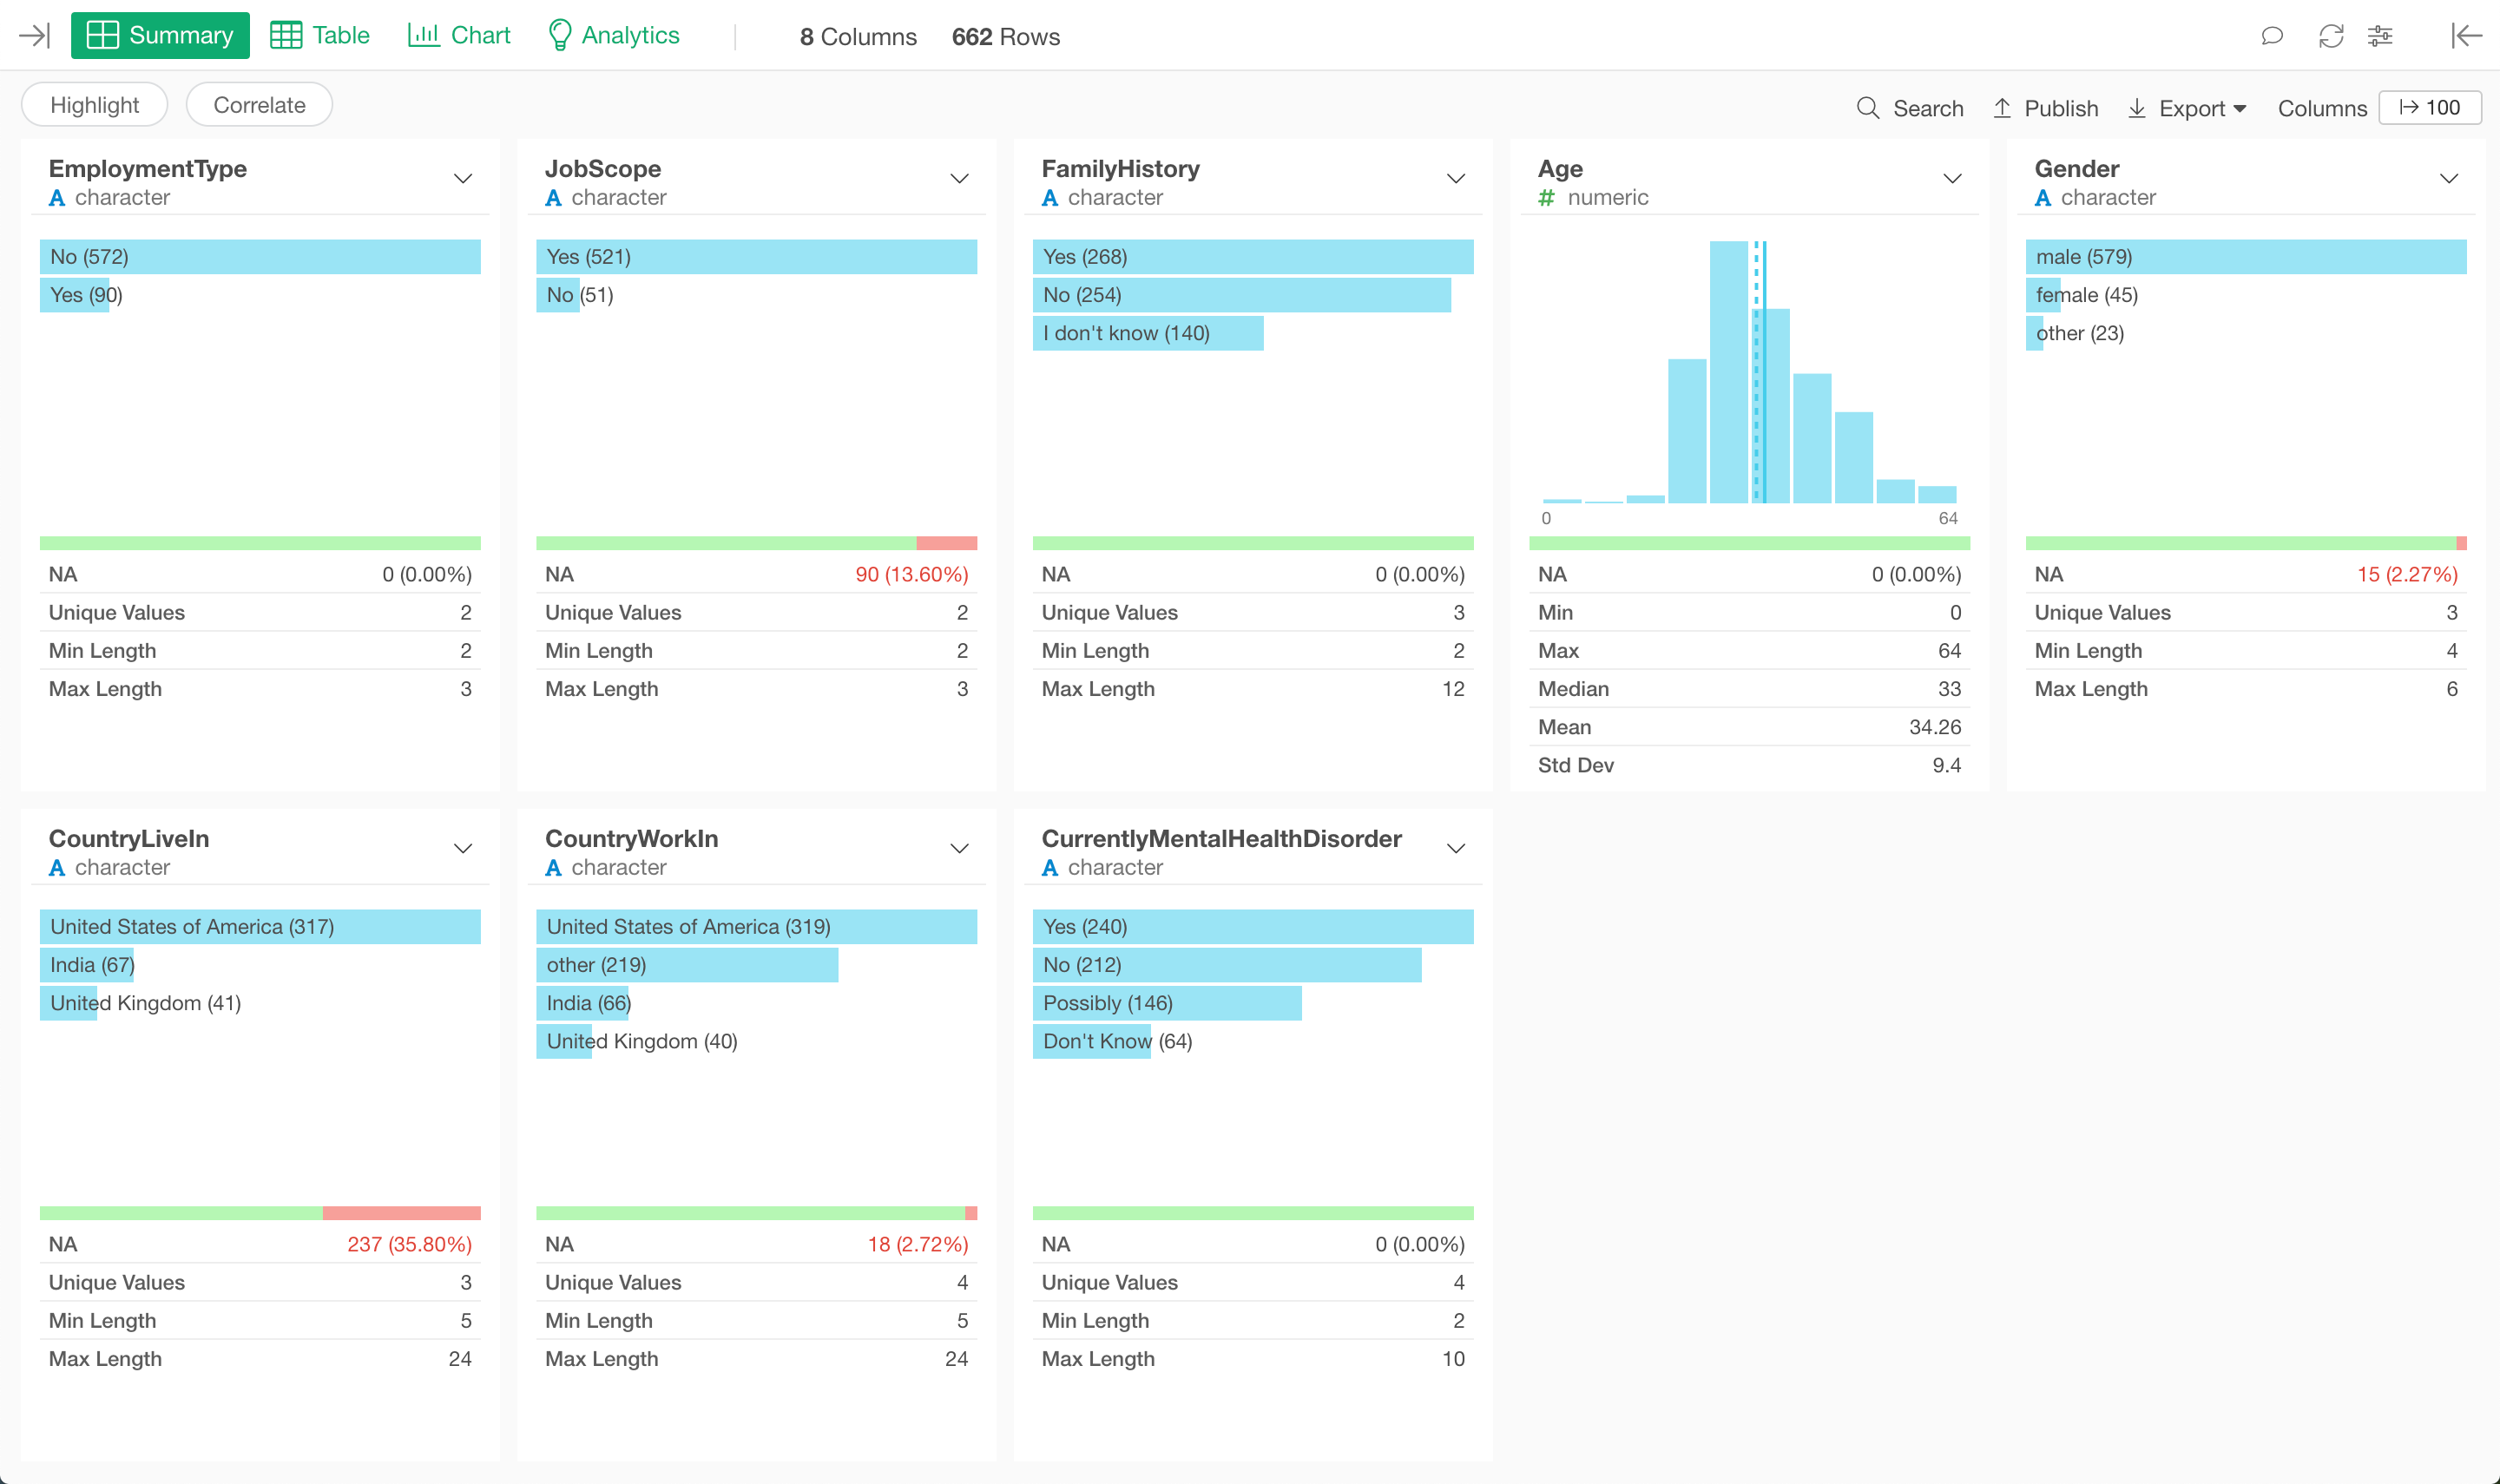 Summary Table Chart Analytics 8 Columns 662 Rows
Highlight Correlate Search Publish Export Columns 100
EmploymentType
A character
No (572)
Yes (90)
NA 0 (0.00%)
Unique Values 2
Min Length 2
Max Length 3
JobScope
A character
Yes (521)
No (51)
NA 90 (13.60%)
Unique Values 2
Min Length 2
Max Length 3
FamilyHistory
A character
Yes (268)
No (254)
I don't know (140)
NA 0 (0.00%)
Unique Values 3
Min Length 2
Max Length 12
Age
# numeric
0 64
NA 0 (0.00%)
Min 0
Max 64
Median 33
Mean 34.26
Std Dev 9.4
Gender
A character
male (579)
female (45)
other (23)
NA 15 (2.27%)
Unique Values 3
Min Length 4
Max Length 6
CountryLiveIn
A character
United States of America (317)
India (67)
United Kingdom (41)
NA 237 (35.80%)
Unique Values 3
Min Length 5
Max Length 24
CountryWorkIn
A character
United States of America (319)
other (219)
India (66)
United Kingdom (40)
NA 18 (2.72%)
Unique Values 4
Min Length 5
Max Length 24
CurrentlyMentalHealthDisorder
A character
Yes (240)
No (212)
Possibly (146)
Don't Know (64)
NA 0 (0.00%)
Unique Values 4
Min Length 2
Max Length 10